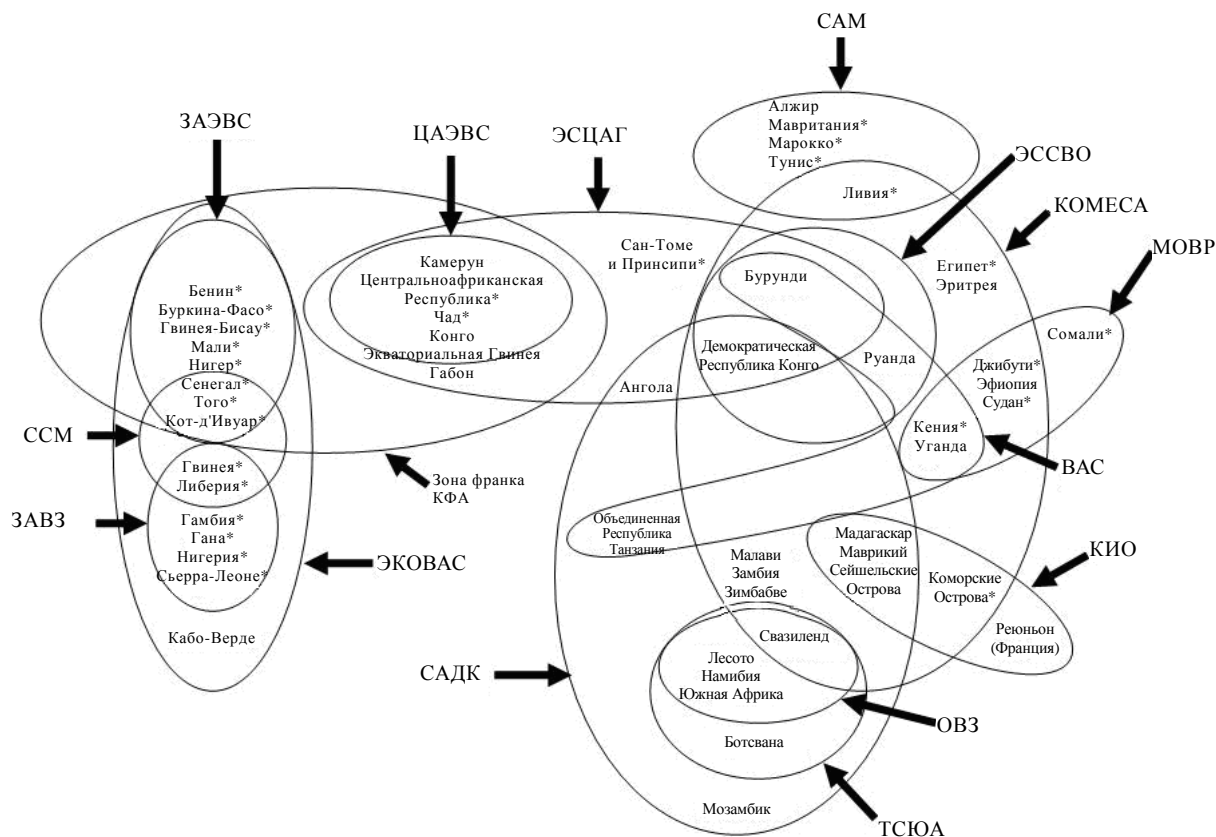 САМ
Алжир
Мавритания*
Марокко*
Тунис*
Ливия*
ЗАЭВС
ЦАЭВС
ЭСЦАГ
ЭССВО
КОМЕСА
МОВР
Сан-Томе
и Принсипи*
Бурунди
Египет*
Эритрея
Камерун
Центральноафриканская
Республика*
Чад*
Конго
Экваториальная Гвинея
Габон
Бенин*
Буркина-Фасо*
Гвинея-Бисау*
Мали*
Нигер*
Сенегал*
Того*
Кот-д'Ивуар*
Демократическая
Республика Конго
Руанда
Ангола
Сомали*
Джибути*
Эфиопия
Судан*
Кения*
Уганда
ССМ
ВАС
Гвинея*
Либерия*
Зона франка
КФА
ЗАВЗ
Гамбия*
Гана*
Нигерия*
Сьерра-Леоне*
ЭКОВАС
Кабо-Верде
Объединенная
Республика
Танзания
Малави
Замбия
Зимбабве
Мадагаскар
Маврикий
Сейшельские
Острова
Коморские
Острова*
КИО
Реюньон
(Франция)
Свазиленд
Лесото
Намибия
Южная Африка
САДК
ОВЗ
Ботсвана
Мозамбик
ТСЮА